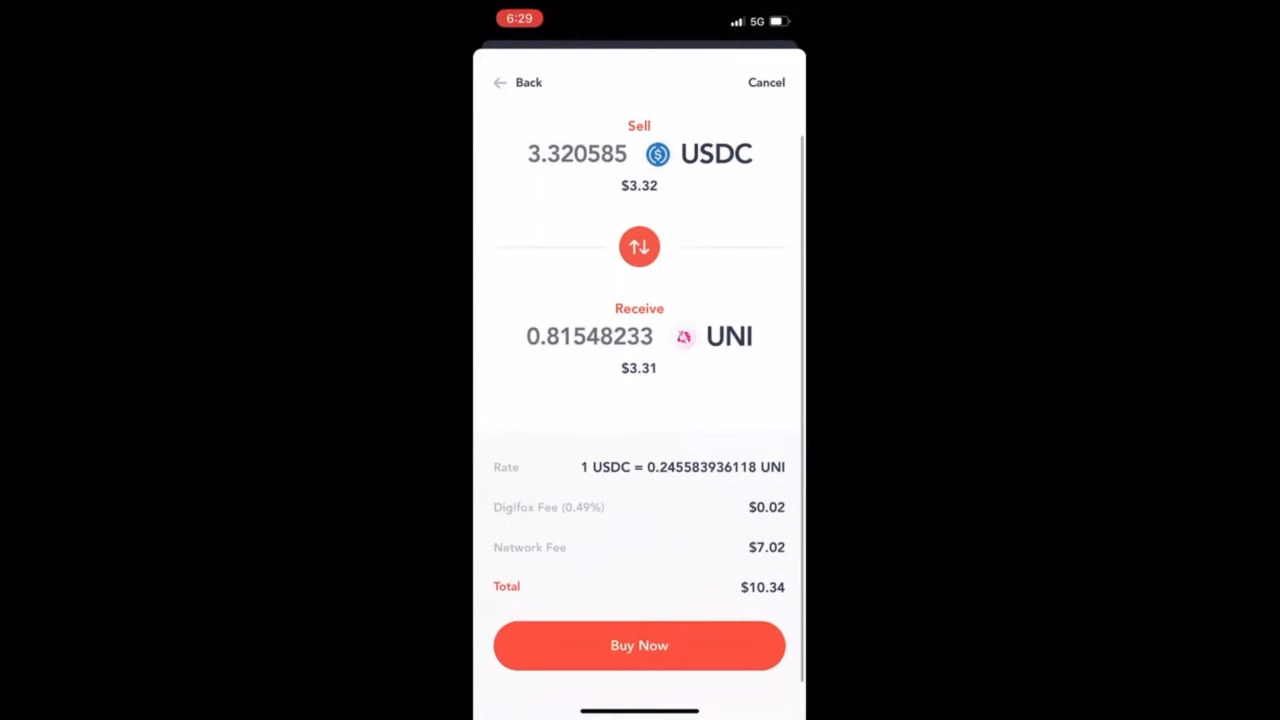 6:29
5G
Back
Cancel
Sell
3.320585 USDC
$3.32
Receive
0.81548233 UNI
$3.31
Rate 1 USDC = 0.245583936118 UNI
Digifox Fee (0.49%) $0.02
Network Fee $7.02
Total $10.34
Buy Now